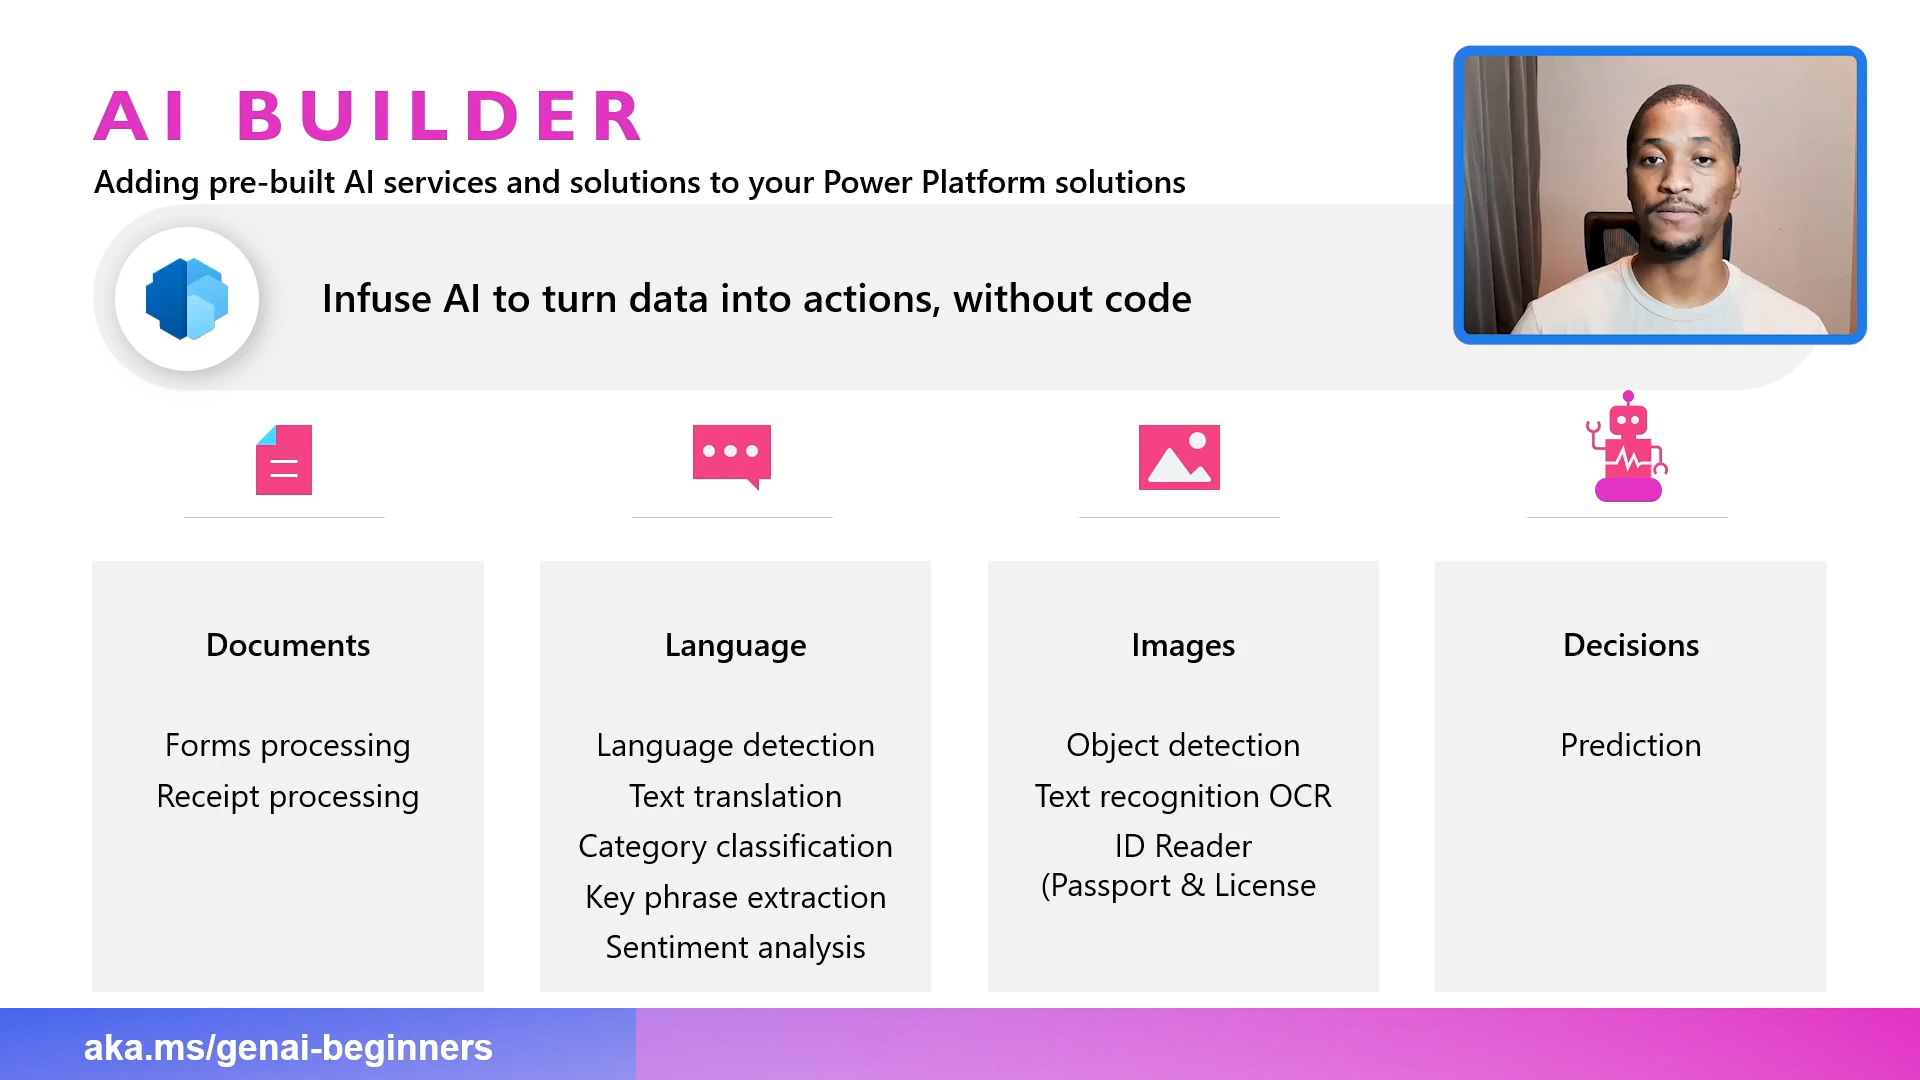 AI BUILDER
Adding pre-built AI services and solutions to your Power Platform solutions
Infuse AI to turn data into actions, without code
Documents
Forms processing
Receipt processing
Language
Language detection
Text translation
Category classification
Key phrase extraction
Sentiment analysis
Images
Object detection
Text recognition OCR
ID Reader
(Passport & License
Decisions
Prediction
aka.ms/genai-beginners